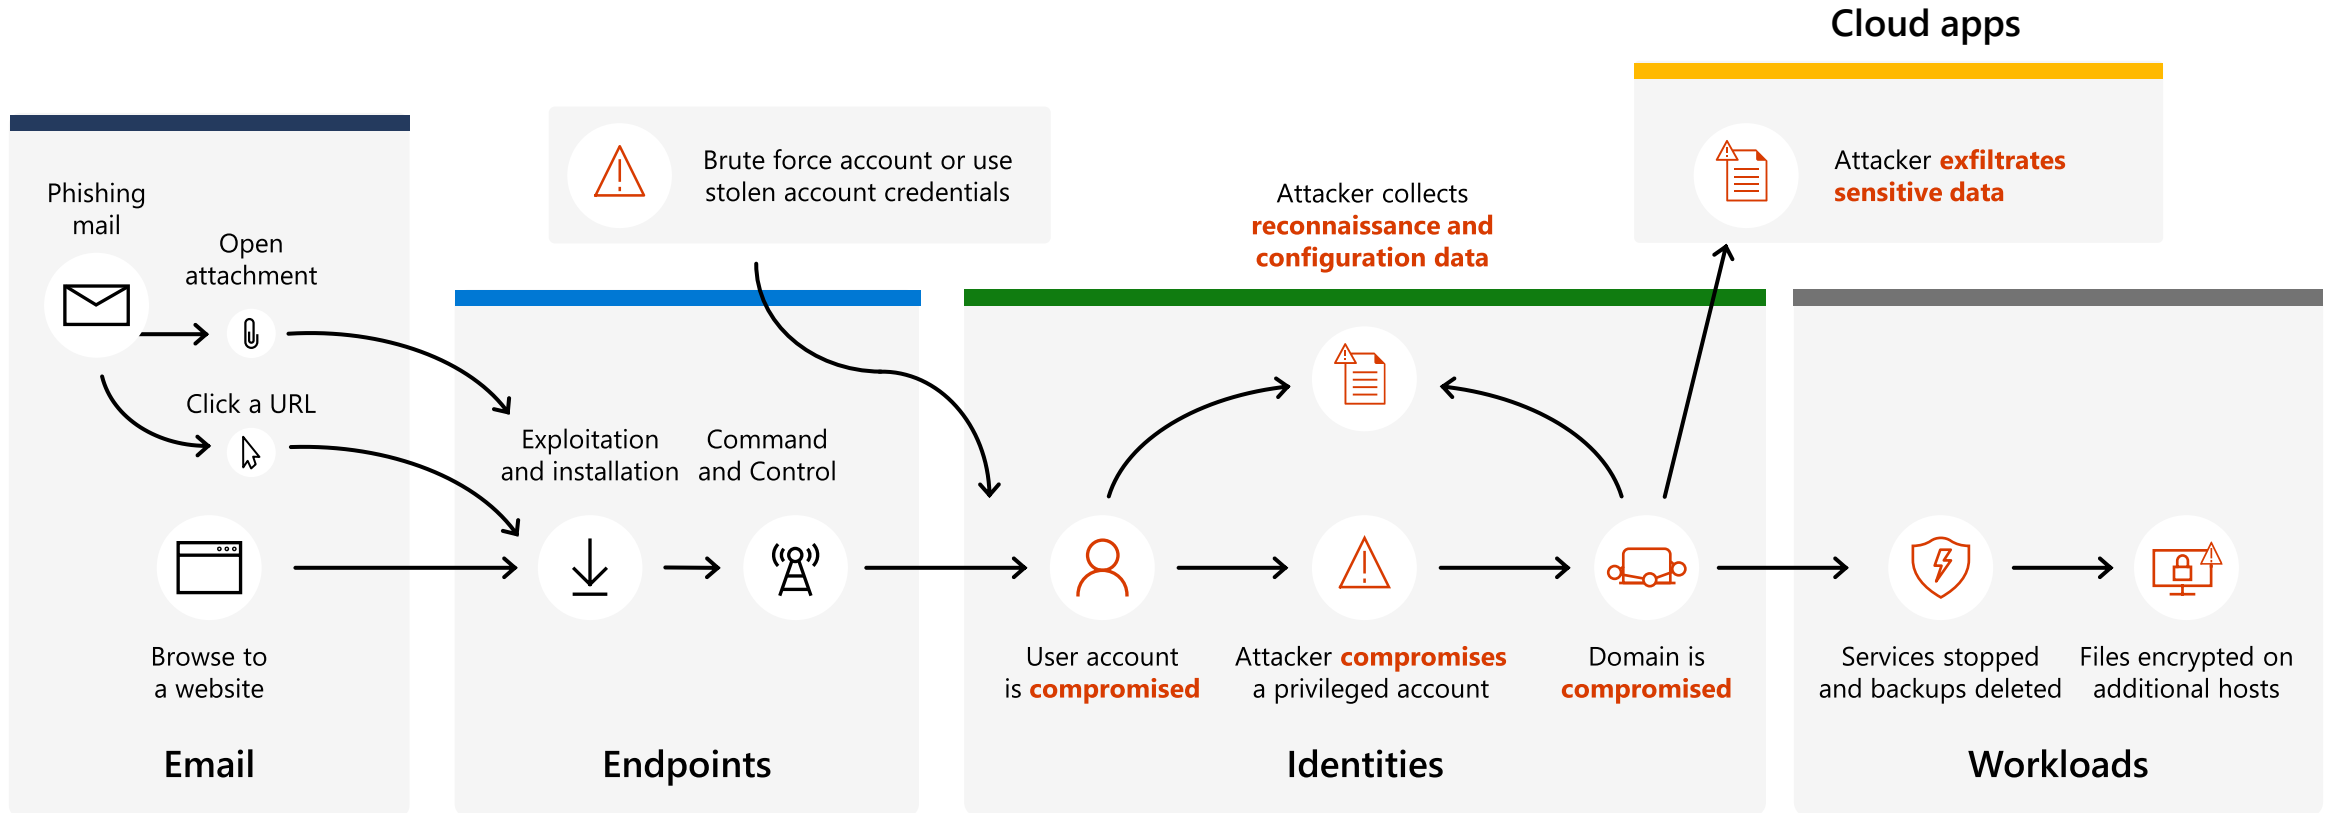 Cloud apps
Phishing
mail
Open
attachment
Click a URL
Browse to
a website
Email
Brute force account or use
stolen account credentials
Exploitation
and installation
Command
and Control
Endpoints
Attacker collects
reconnaissance and
configuration data
User account
is compromised
Attacker compromises
a privileged account
Domain is
compromised
Identities
Attacker exfiltrates
sensitive data
Services stopped
and backups deleted
Files encrypted on
additional hosts
Workloads